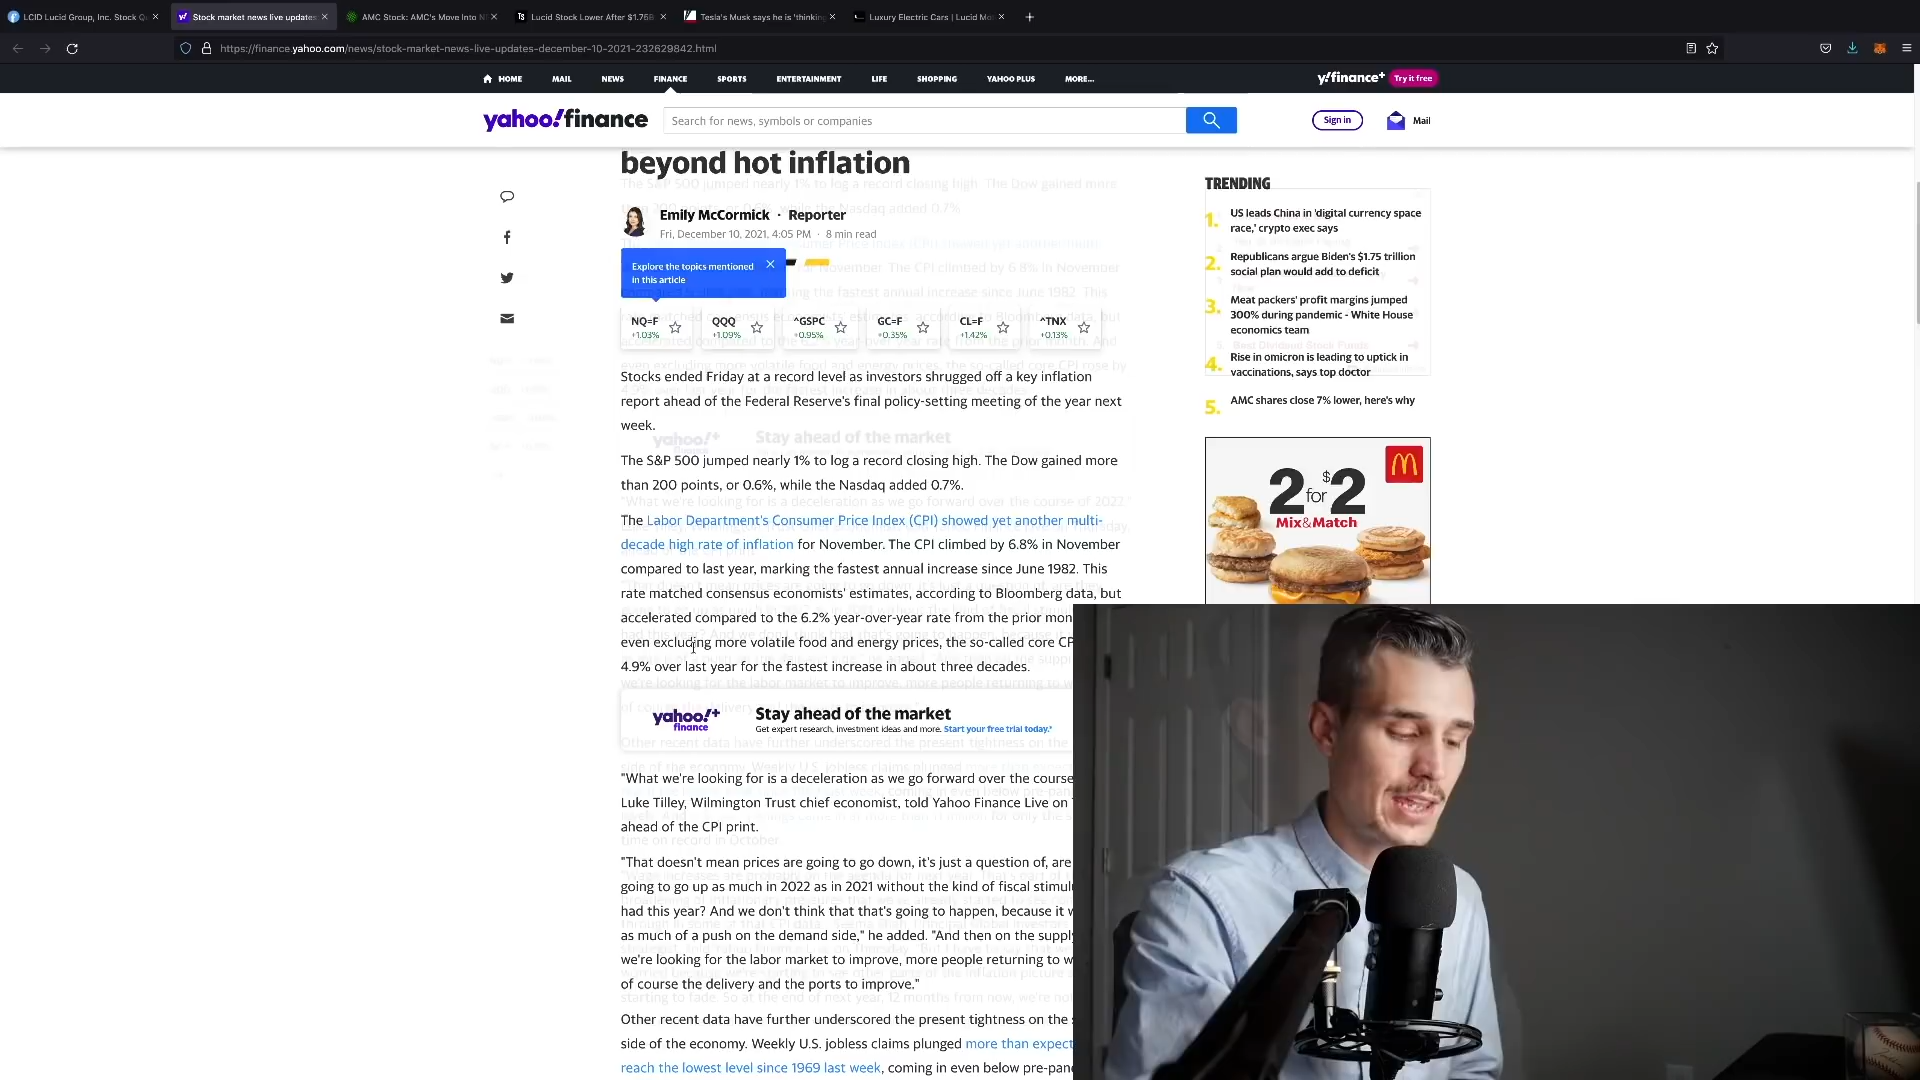 LCID Lucid Group, Inc. Stock Q
Stock market news live updates
AMC Stock: AMC's Move Into N
Lucid Stock Lower After $1.75B
Tesla's Musk says he is 'thinking
Luxury Electric Cars | Lucid Mo
https://finance.yahoo.com/news/stock-market-news-live-updates-december-10-2021-232629842.html
HOME MAIL NEWS FINANCE SPORTS ENTERTAINMENT LIFE SHOPPING YAHOO PLUS MORE...
y!finance+ Try it free
yahoo!finance
Search for news, symbols or companies
Sign in
Mail
beyond hot inflation
Emily McCormick · Reporter
Fri, December 10, 2021, 4:05 PM · 8 min read
Explore the topics mentioned
in this article
NQ=F
+1.03%
QQQ
+1.09%
^GSPC
+0.95%
GC=F
+0.35%
CL=F
+1.42%
^TNX
+0.13%
Stocks ended Friday at a record level as investors shrugged off a key inflation
report ahead of the Federal Reserve's final policy-setting meeting of the year next
week.
The S&P 500 jumped nearly 1% to log a record closing high. The Dow gained more
than 200 points, or 0.6%, while the Nasdaq added 0.7%.
The Labor Department's Consumer Price Index (CPI) showed yet another multi-
decade high rate of inflation for November. The CPI climbed by 6.8% in November
compared to last year, marking the fastest annual increase since June 1982. This
rate matched consensus economists' estimates, according to Bloomberg data, but
accelerated compared to the 6.2% year-over-year rate from the prior mon
even excluding more volatile food and energy prices, the so-called core CP
4.9% over last year for the fastest increase in about three decades.
yahoo!+
finance
Stay ahead of the market
Get expert research, investment ideas and more. Start your free trial today.*
"What we're looking for is a deceleration as we go forward over the course
Luke Tilley, Wilmington Trust chief economist, told Yahoo Finance Live on
ahead of the CPI print.
"That doesn't mean prices are going to go down, it's just a question of, are
going to go up as much in 2022 as in 2021 without the kind of fiscal stimul
had this year? And we don't think that that's going to happen, because it w
as much of a push on the demand side," he added. "And then on the supply
we're looking for the labor market to improve, more people returning to w
of course the delivery and the ports to improve."
Other recent data have further underscored the present tightness on the
side of the economy. Weekly U.S. jobless claims plunged more than expect
reach the lowest level since 1969 last week, coming in even below pre-pan
TRENDING
1. US leads China in 'digital currency space
race,' crypto exec says
2. Republicans argue Biden's $1.75 trillion
social plan would add to deficit
3. Meat packers' profit margins jumped
300% during pandemic - White House
economics team
4. Rise in omicron is leading to uptick in
vaccinations, says top doctor
5. AMC shares close 7% lower, here's why
2 for $2
Mix&Match